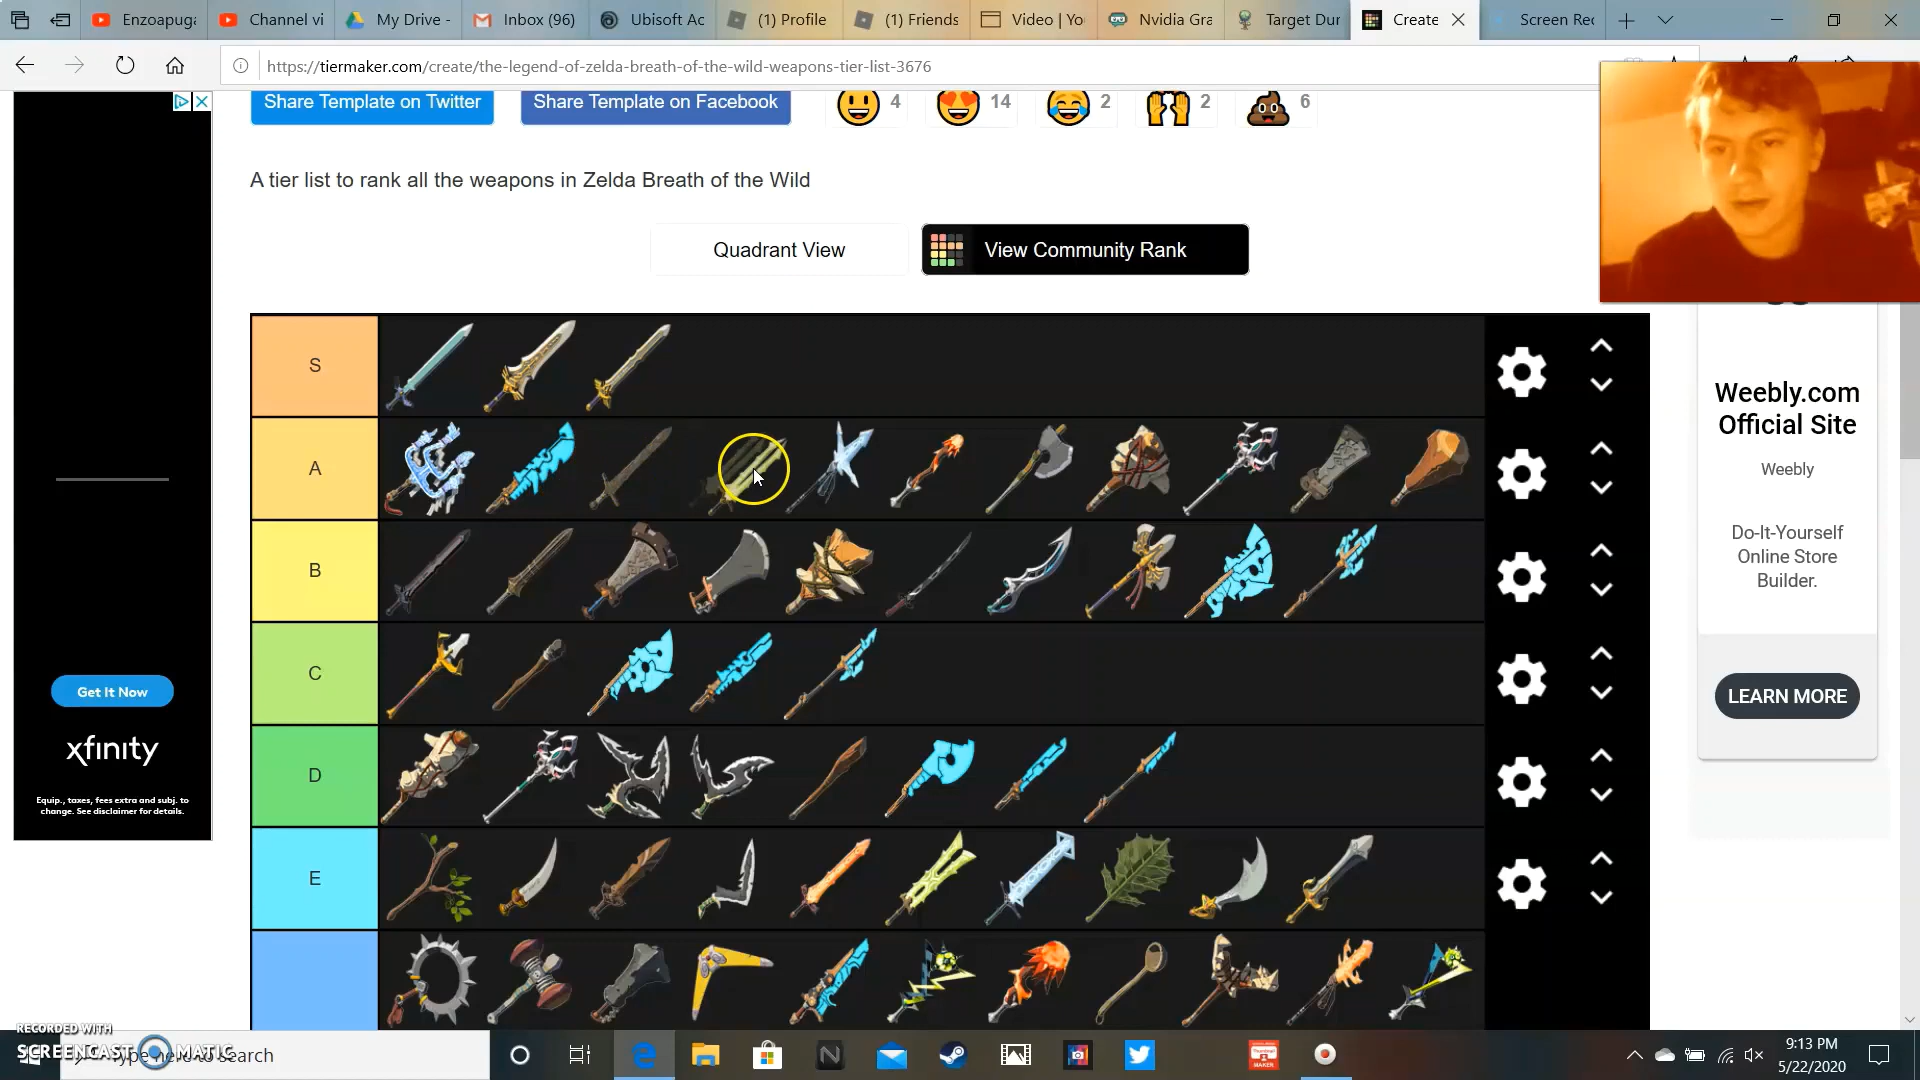 Enzoapuga
Channel vi
My Drive -
Inbox (96)
Ubisoft Ac
(1) Profile
(1) Friends
Video | Yo
Nvidia Gra
Target Dur
Create
Screen Rec
https://tiermaker.com/create/the-legend-of-zelda-breath-of-the-wild-weapons-tier-list-3676
Share Template on Twitter
Share Template on Facebook
4
14
2
2
6
A tier list to rank all the weapons in Zelda Breath of the Wild
Quadrant View
View Community Rank
S
A
B
C
D
E
Get It Now
xfinity
Equip., taxes, fees extra and subj. to
change. See disclaimer for details.
Weebly.com
Official Site
Weebly
Do-It-Yourself
Online Store
Builder.
LEARN MORE
RECORDED WITH
SCREENCAST MATIC
Type here to search
9:13 PM
5/22/2020